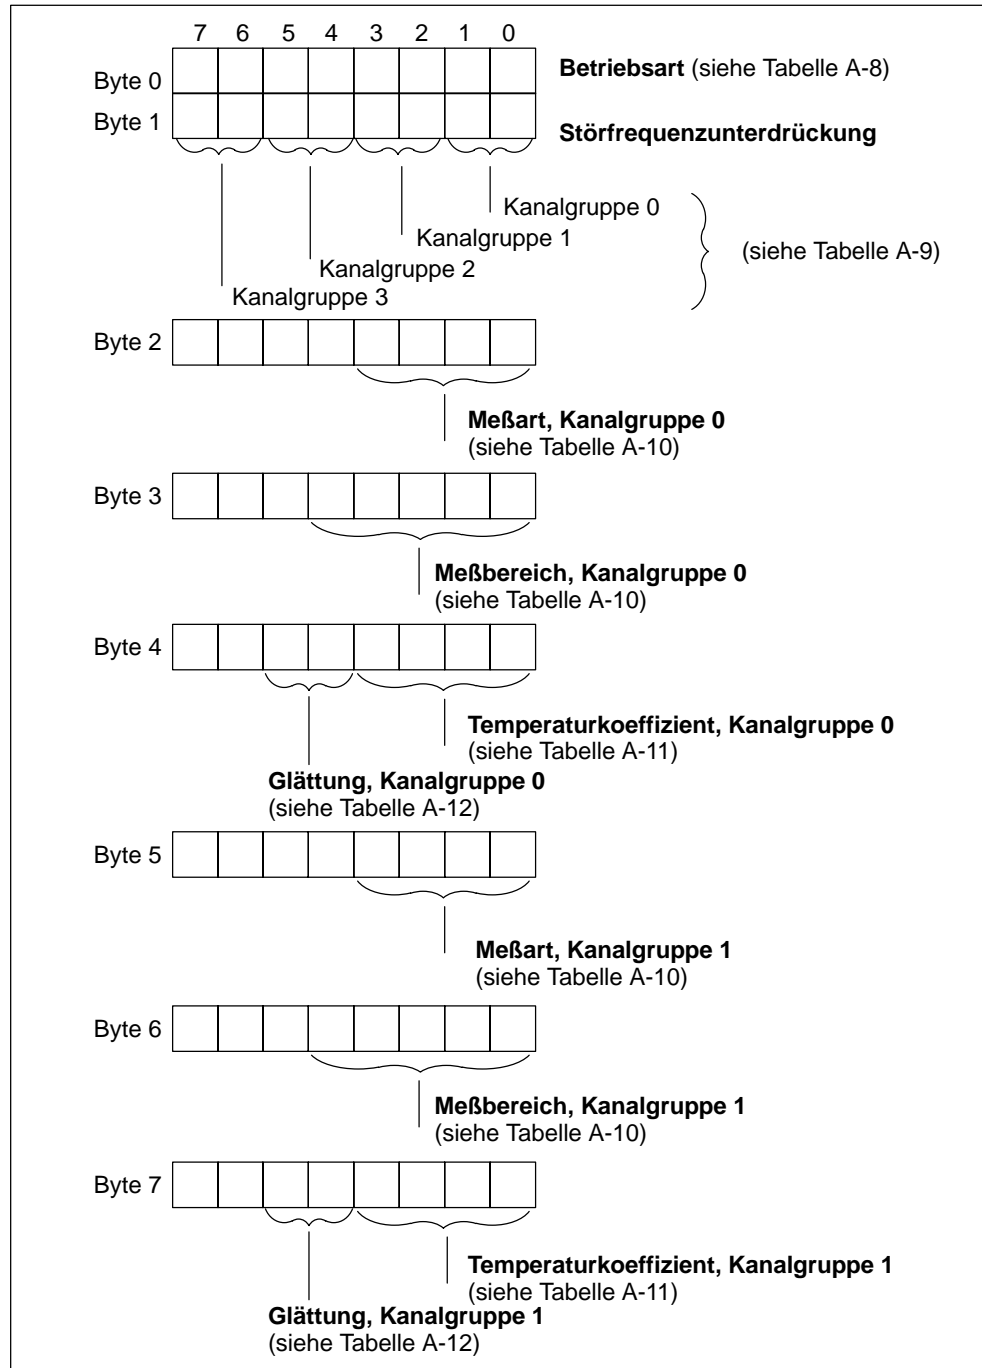 7 6 5 4 3 2 1 0
Byte 0
Betriebsart (siehe Tabelle A-8)
Byte 1
Störfrequenzunterdrückung
Kanalgruppe 0
Kanalgruppe 1
(siehe Tabelle A-9)
Kanalgruppe 2
Kanalgruppe 3
Byte 2
Meßart, Kanalgruppe 0
(siehe Tabelle A-10)
Byte 3
Meßbereich, Kanalgruppe 0
(siehe Tabelle A-10)
Byte 4
Temperaturkoeffizient, Kanalgruppe 0
(siehe Tabelle A-11)
Glättung, Kanalgruppe 0
(siehe Tabelle A-12)
Byte 5
Meßart, Kanalgruppe 1
(siehe Tabelle A-10)
Byte 6
Meßbereich, Kanalgruppe 1
(siehe Tabelle A-10)
Byte 7
Temperaturkoeffizient, Kanalgruppe 1
(siehe Tabelle A-11)
Glättung, Kanalgruppe 1
(siehe Tabelle A-12)